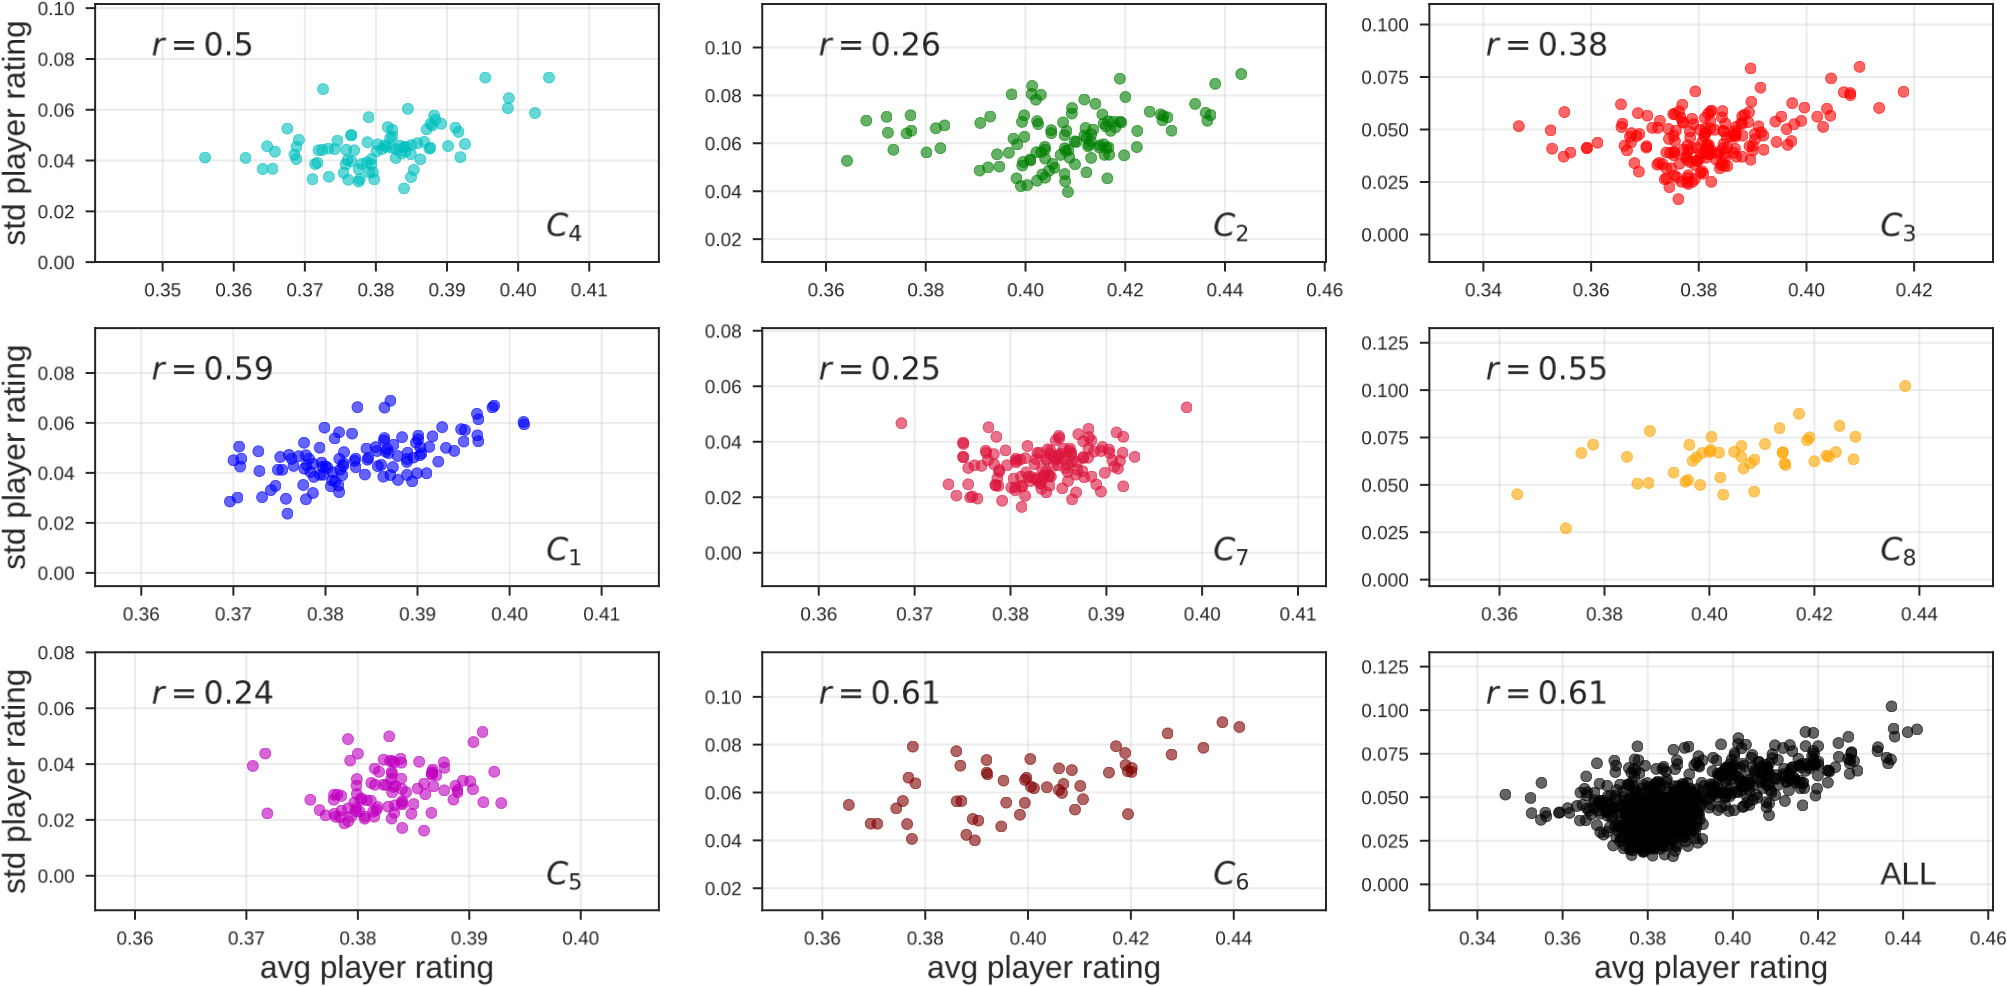 std player rating
0.10
0.08
0.06
0.04
0.02
0.00
r = 0.5
C4
0.35 0.36 0.37 0.38 0.39 0.40 0.41
0.10
0.08
0.06
0.04
0.02
r = 0.26
C2
0.36 0.38 0.40 0.42 0.44 0.46
0.100
0.075
0.050
0.025
0.000
r = 0.38
C3
0.34 0.36 0.38 0.40 0.42
std player rating
0.08
0.06
0.04
0.02
0.00
r = 0.59
C1
0.36 0.37 0.38 0.39 0.40 0.41
0.08
0.06
0.04
0.02
0.00
r = 0.25
C7
0.36 0.37 0.38 0.39 0.40 0.41
0.125
0.100
0.075
0.050
0.025
0.000
r = 0.55
C8
0.36 0.38 0.40 0.42 0.44
std player rating
0.08
0.06
0.04
0.02
0.00
r = 0.24
C5
0.36 0.37 0.38 0.39 0.40
avg player rating
0.10
0.08
0.06
0.04
0.02
r = 0.61
C6
0.36 0.38 0.40 0.42 0.44
avg player rating
0.125
0.100
0.075
0.050
0.025
0.000
r = 0.61
ALL
0.34 0.36 0.38 0.40 0.42 0.44 0.46
avg player rating